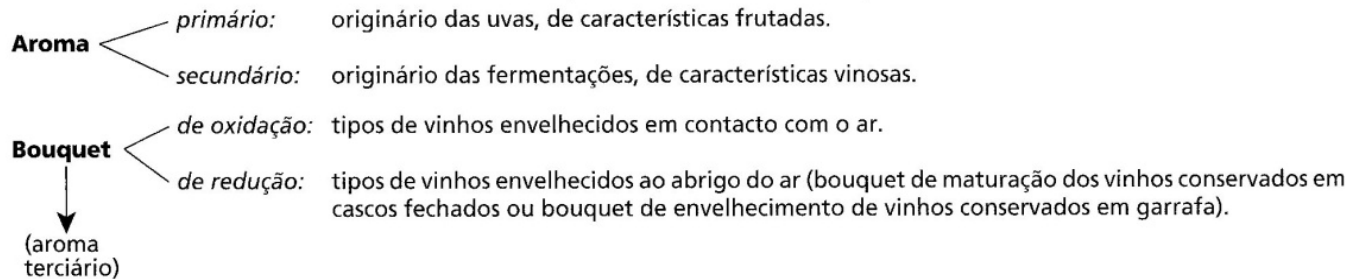 Aroma
primário: originário das uvas, de características frutadas.
secundário: originário das fermentações, de características vinosas.
Bouquet
de oxidação: tipos de vinhos envelhecidos em contacto com o ar.
de redução: tipos de vinhos envelhecidos ao abrigo do ar (bouquet de maturação dos vinhos conservados em
cascos fechados ou bouquet de envelhecimento de vinhos conservados em garrafa).
(aroma
terciário)